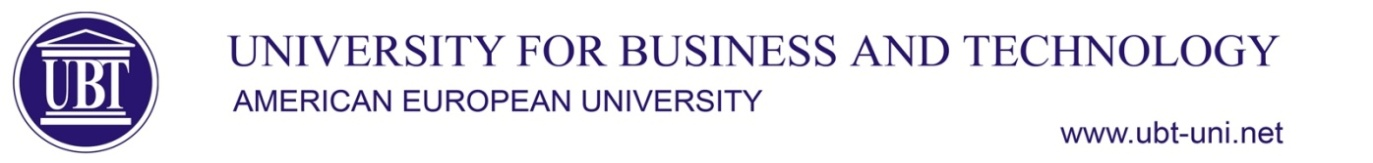 UBT
UNIVERSITY FOR BUSINESS AND TECHNOLOGY
AMERICAN EUROPEAN UNIVERSITY
www.ubt-uni.net